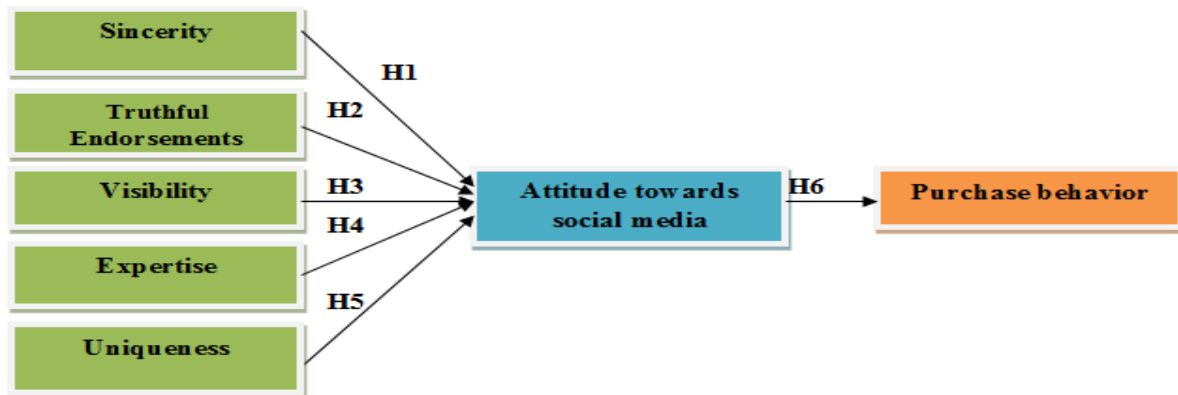 Sincerity
H1
Truthful
Endorsements
H2
Visibility
H3
Expertise
H4
Uniqueness
H5
Attitude towards
social media
H6
Purchase behavior